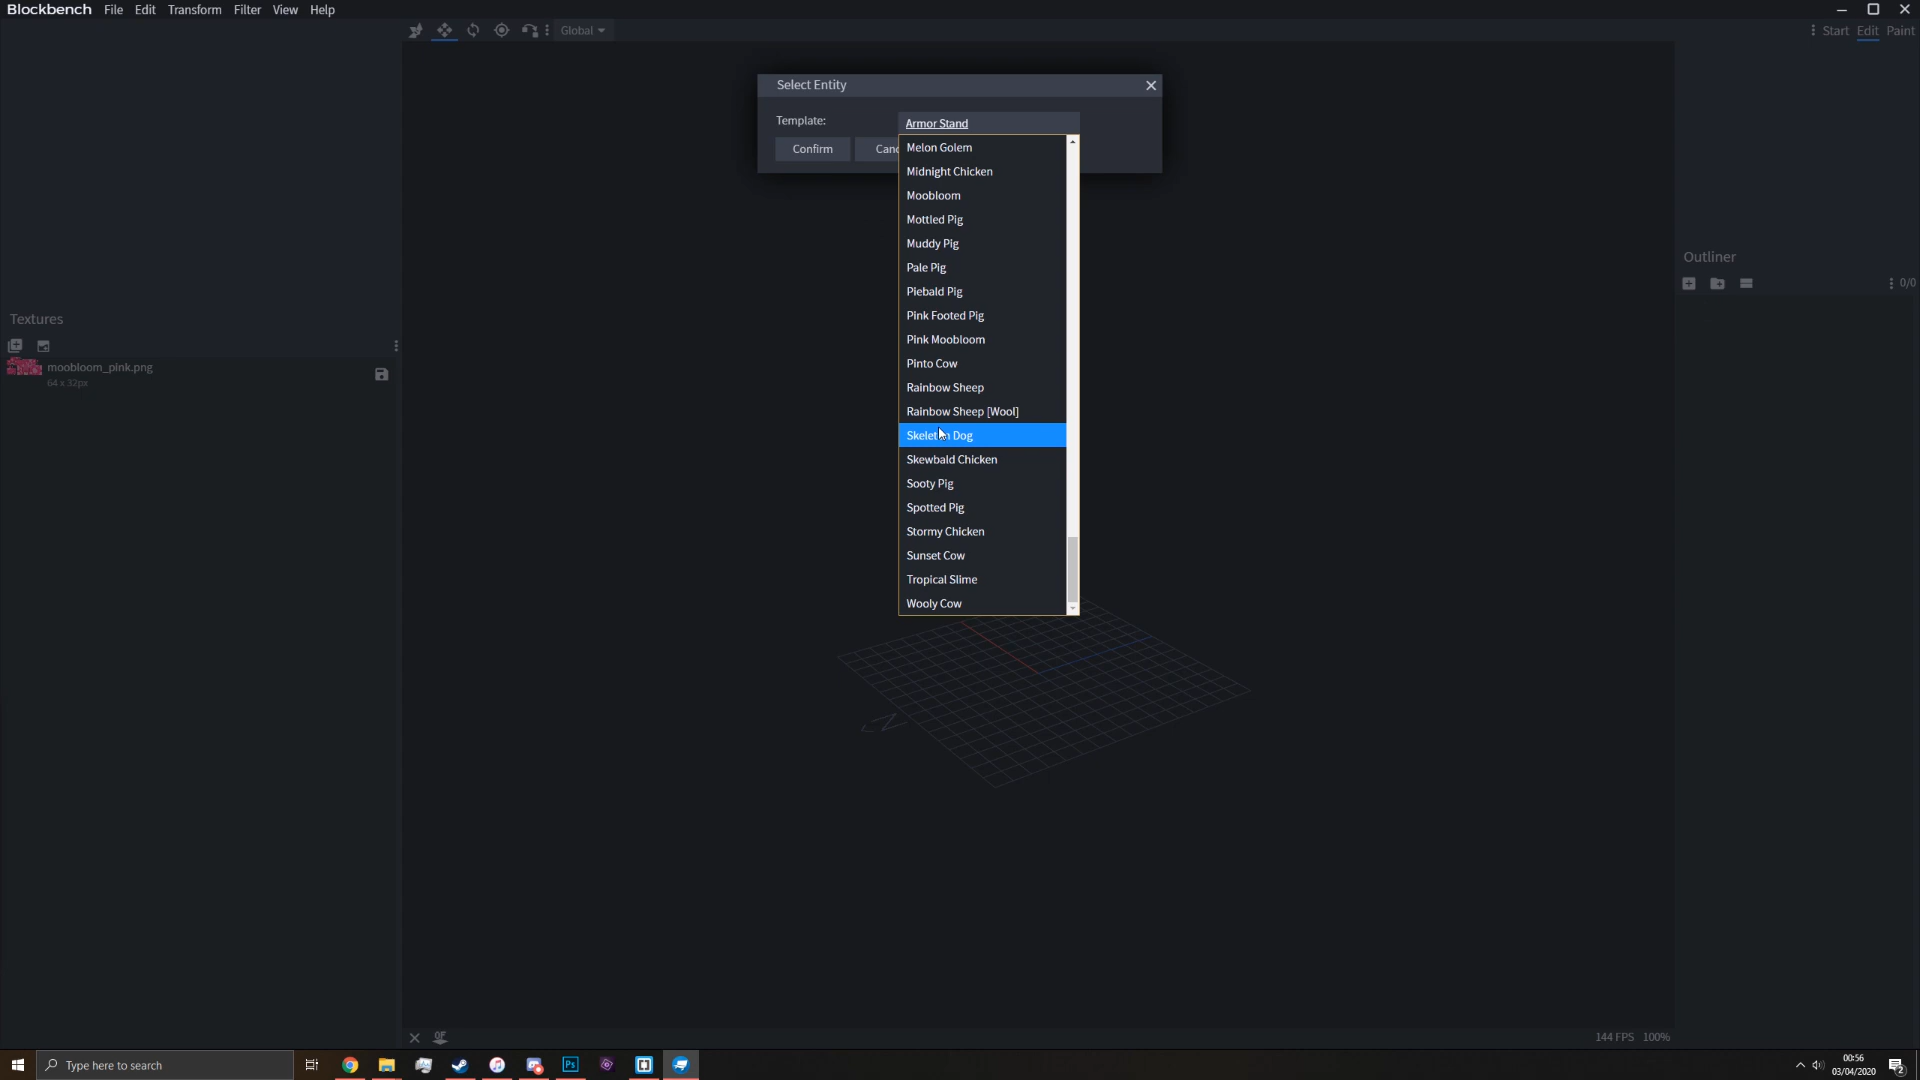 Blockbench File Edit Transform Filter View Help
Global
Start Edit Paint
Select Entity
Template:
Armor Stand
Confirm
Canc
Melon Golem
Midnight Chicken
Moobloom
Mottled Pig
Muddy Pig
Pale Pig
Piebald Pig
Pink Footed Pig
Pink Moobloom
Pinto Cow
Rainbow Sheep
Rainbow Sheep [Wool]
Skeleton Dog
Skewbald Chicken
Sooty Pig
Spotted Pig
Stormy Chicken
Sunset Cow
Tropical Slime
Wooly Cow
Outliner
0/0
Textures
moobloom_pink.png
64 x 32px
N
144 FPS 100%
Type here to search
Ps
00:56
03/04/2020
2